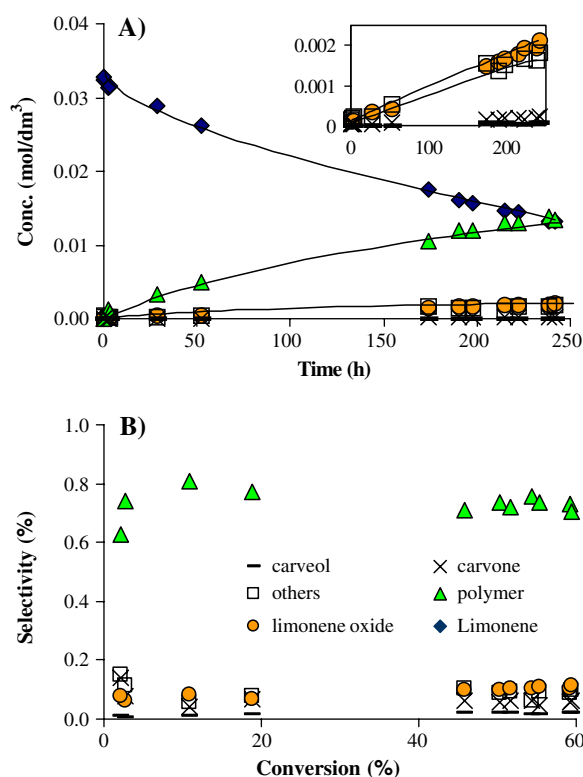 A)
0.04
0.03
0.02
0.01
0.00
Conc. (mol/dm³)
0 50 100 150 200 250
Time (h)
0.002
0.001
0.000
0 100 200
B)
1.0
0.8
0.6
0.4
0.2
0.0
Selectivity (%)
carveol carvone
others polymer
limonene oxide Limonene
0 20 40 60
Conversion (%)